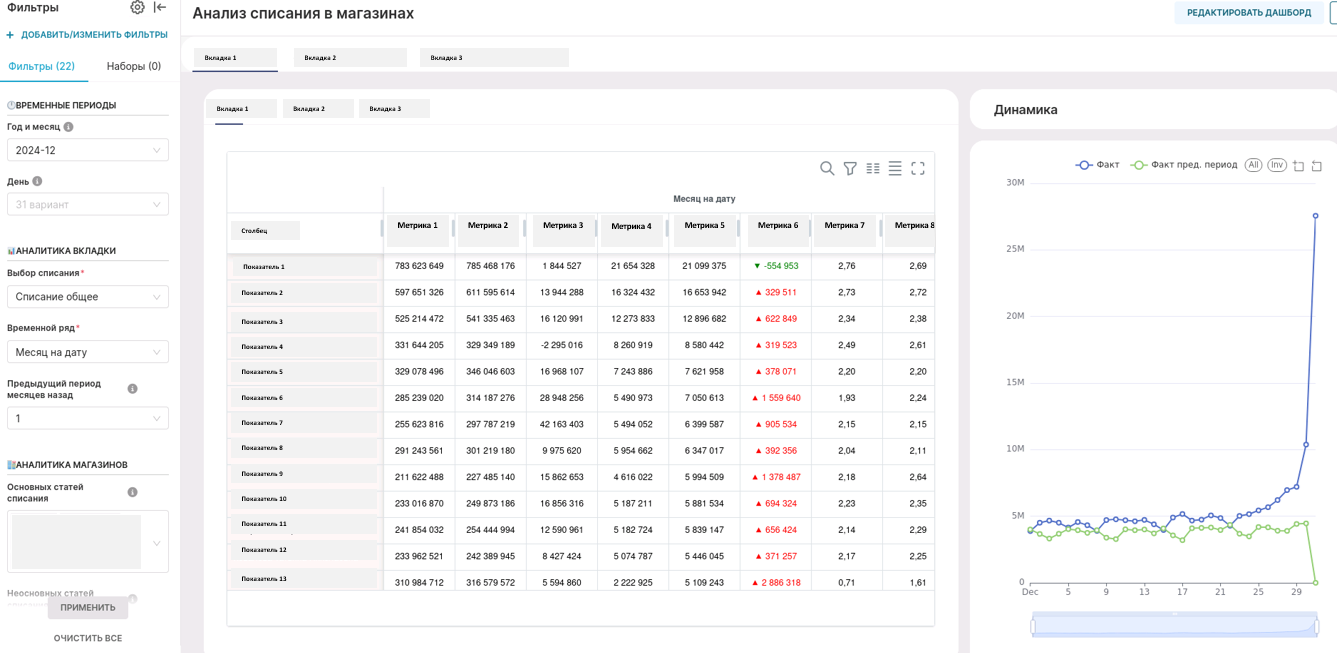 Фильтры
+ ДОБАВИТЬ/ИЗМЕНИТЬ ФИЛЬТРЫ
Фильтры (22) Наборы (0)
ВРЕМЕННЫЕ ПЕРИОДЫ
Год и месяц
2024-12
День
31 вариант
АНАЛИТИКА ВКЛАДКИ
Выбор списания*
Списание общее
Временной ряд*
Месяц на дату
Предыдущий период
месяцев назад
1
АНАЛИТИКА МАГАЗИНОВ
Основных статей
списания
Неосновных статей
ПРИМЕНИТЬ
ОЧИСТИТЬ ВСЕ
Анализ списания в магазинах
РЕДАКТИРОВАТЬ ДАШБОРД
Вкладка 1 Вкладка 2 Вкладка 3
Вкладка 1 Вкладка 2 Вкладка 3
Месяц на дату
Столбец Метрика 1 Метрика 2 Метрика 3 Метрика 4 Метрика 5 Метрика 6 Метрика 7 Метрика 8
Показатель 1 783 623 649 785 468 176 1 844 527 21 654 328 21 099 375 ▼ -554 953 2,76 2,69
Показатель 2 597 651 326 611 595 614 13 944 288 16 324 432 16 653 942 ▲ 329 511 2,73 2,72
Показатель 3 525 214 472 541 335 463 16 120 991 12 273 833 12 896 682 ▲ 622 849 2,34 2,38
Показатель 4 331 644 205 329 349 189 -2 295 016 8 260 919 8 580 442 ▲ 319 523 2,49 2,61
Показатель 5 329 078 496 346 046 603 16 968 107 7 243 886 7 621 958 ▲ 378 071 2,20 2,20
Показатель 6 285 239 020 314 187 276 28 948 256 5 490 973 7 050 613 ▲ 1 559 640 1,93 2,24
Показатель 7 255 623 816 297 787 219 42 163 403 5 494 052 6 399 587 ▲ 905 534 2,15 2,15
Показатель 8 291 243 561 301 219 180 9 975 620 5 954 662 6 347 017 ▲ 392 356 2,04 2,11
Показатель 9 211 622 488 227 485 140 15 862 653 4 616 022 5 994 509 ▲ 1 378 487 2,18 2,64
Показатель 10 233 016 870 249 873 186 16 856 316 5 187 211 5 881 534 ▲ 694 324 2,23 2,35
Показатель 11 241 854 032 254 444 994 12 590 961 5 182 724 5 839 147 ▲ 656 424 2,14 2,29
Показатель 12 233 962 521 242 389 945 8 427 424 5 074 787 5 446 045 ▲ 371 257 2,17 2,25
Показатель 13 310 984 712 316 579 572 5 594 860 2 222 925 5 109 243 ▲ 2 886 318 0,71 1,61
Динамика
Факт Факт пред. период All Inv
30M
25M
20M
15M
10M
5M
0
Dec 5 9 13 17 21 25 29